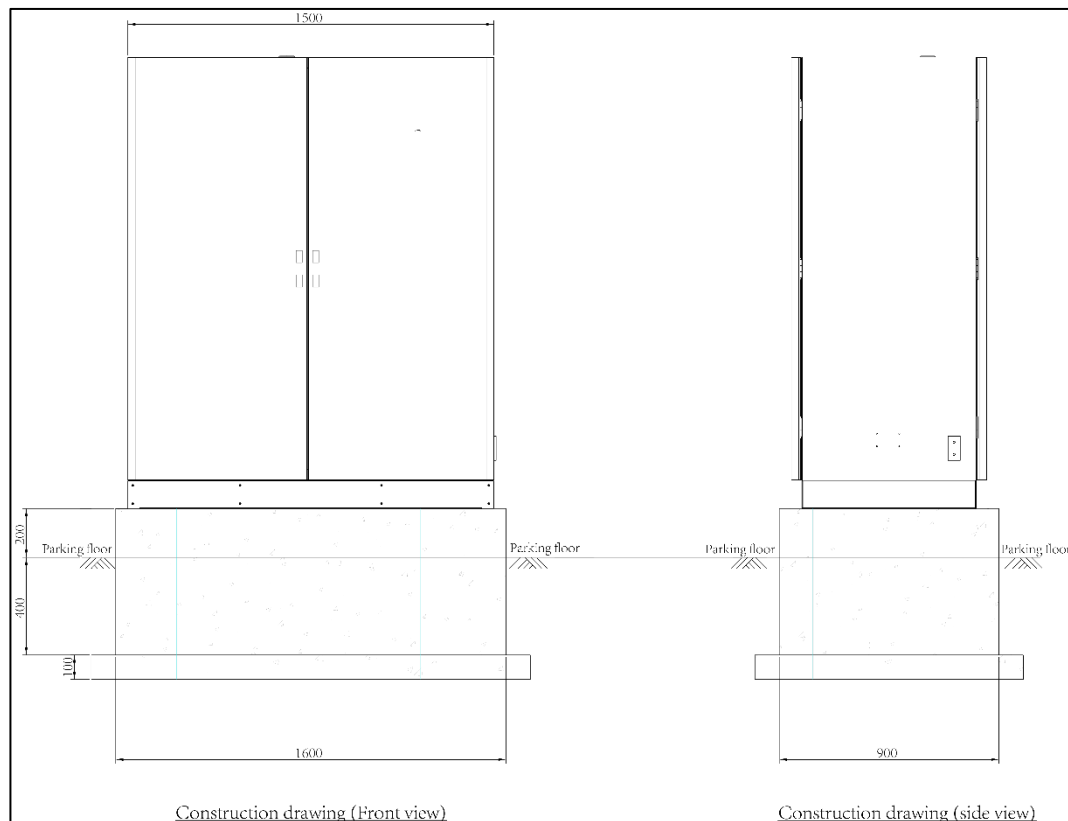 1500
200
Parking floor
Parking floor
Parking floor
Parking floor
400
100
1600
900
Construction drawing (Front view)
Construction drawing (side view)